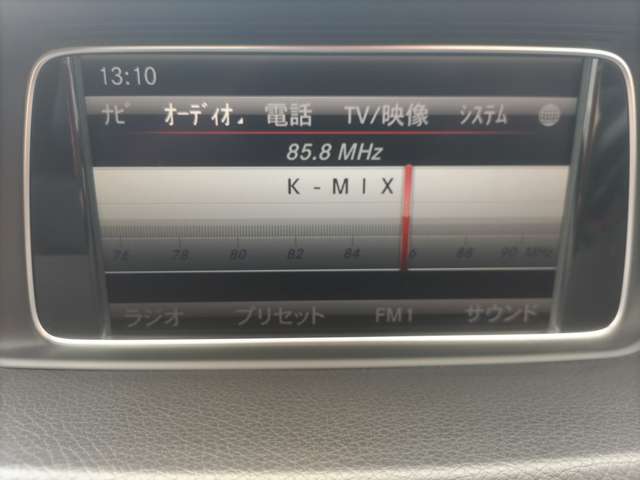 13:10
ナビ オーディオ 電話 TV/映像 システム
85.8 MHz
K-MIX
76 78 80 82 84 86 88 90 MHz
ラジオ プリセット FM1 サウンド